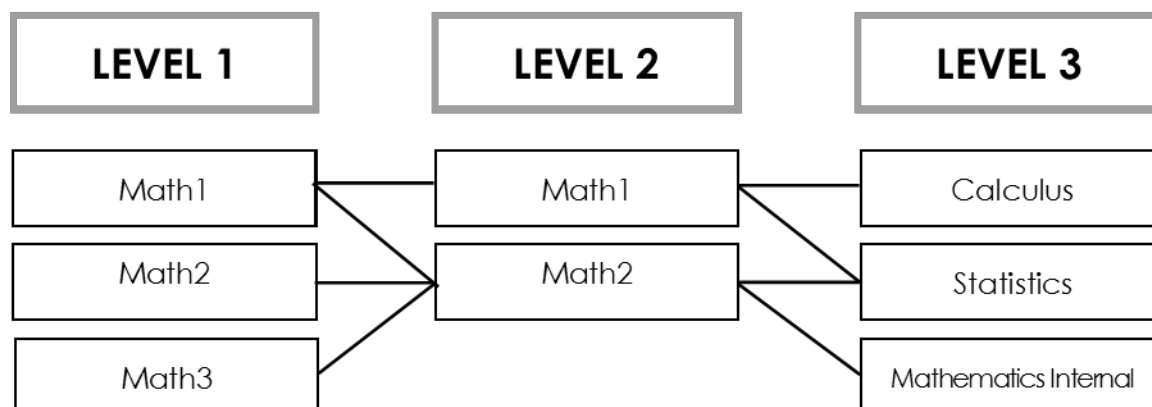 LEVEL 1
LEVEL 2
LEVEL 3
Math1
Math1
Calculus
Math2
Math2
Statistics
Math3
Mathematics Internal